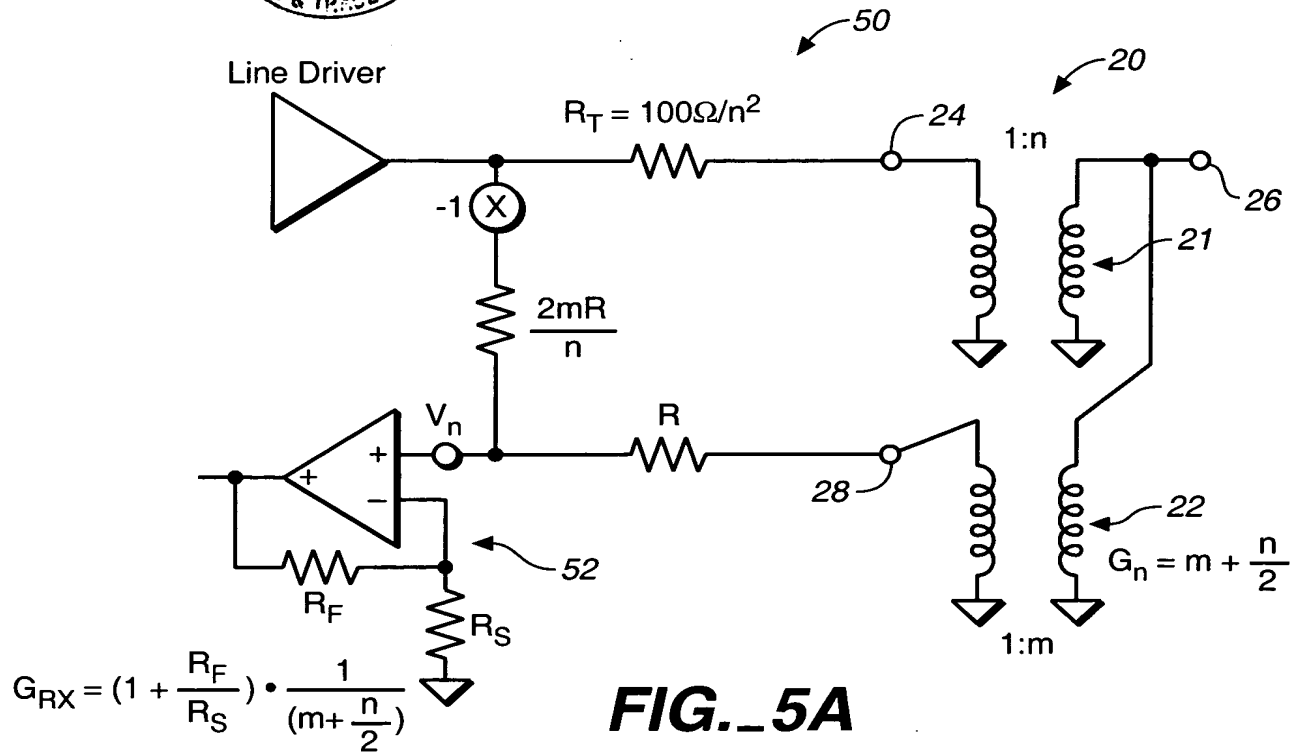 & TRADE
50
20
Line Driver
R_T = 100Ω/n²
24
1:n
-1
X
26
21
2mR
n
V_n
R
+
+
−
28
22
G_n = m + n/2
52
R_F
R_S
1:m
G_RX = (1 + R_F/R_S) • 1/(m+ n/2)
FIG._5A